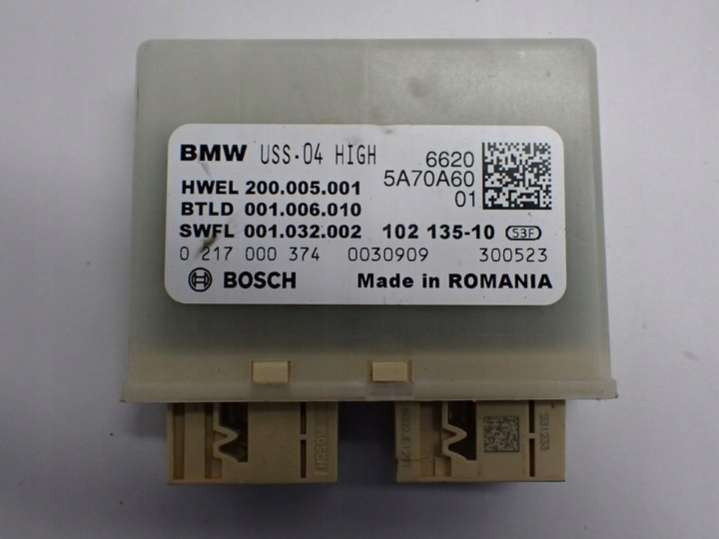 BMW USS-04 HIGH 6620
HWEL 200.005.001 5A70A60
BTLD 001.006.010 01
SWFL 001.032.002 102 135-10 S3F
0 217 000 374 0030909 300523
BOSCH Made in ROMANIA